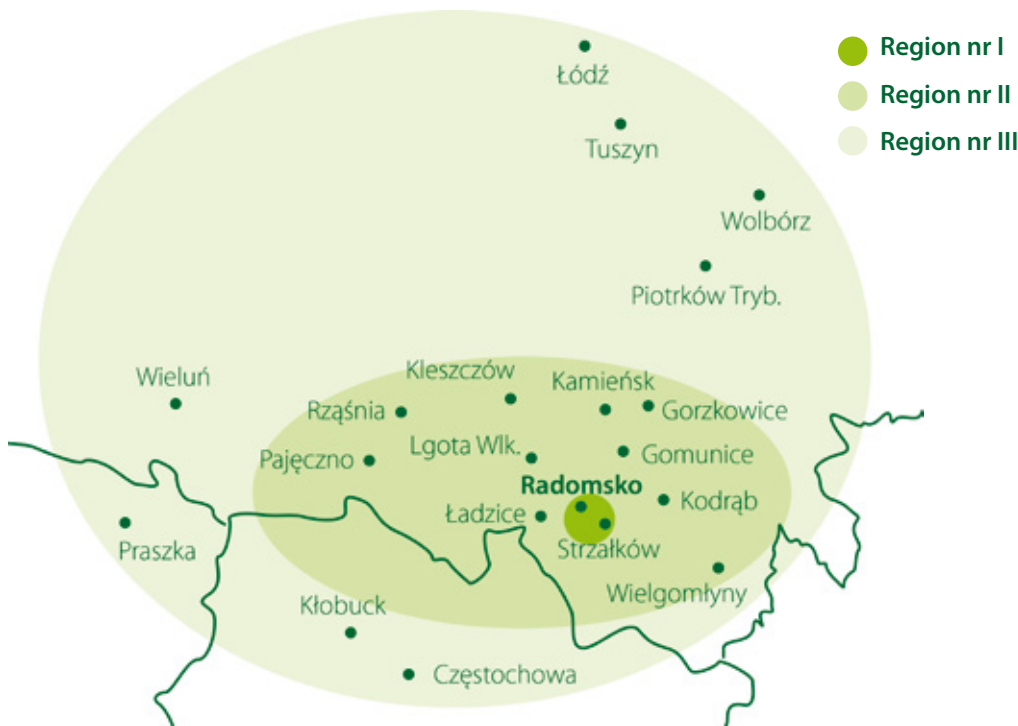 Region nr I
Region nr II
Region nr III
Łódź
Tuszyn
Wolbórz
Piotrków Tryb.
Wieluń
Kleszczów
Kamieńsk
Rząśnia
Gorzkowice
Pajęczno
Lgota Wlk.
Gomunice
Radomsko
Kodrąb
Ładzice
Strzałków
Praszka
Wielgomłyny
Kłobuck
Częstochowa